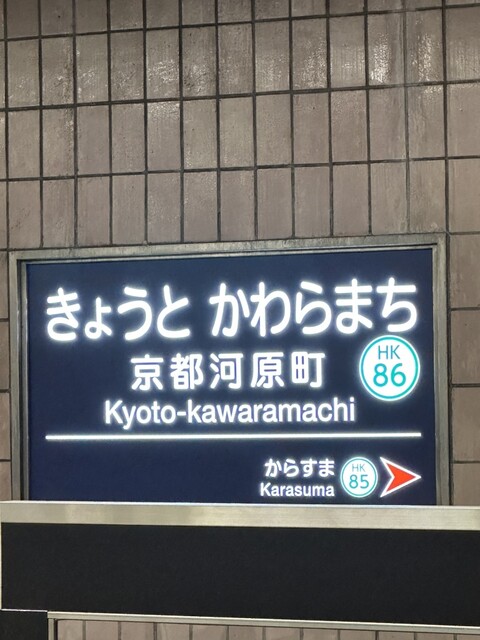 きょうと かわらまち
京都河原町
HK
86
Kyoto-kawaramachi
からすま
Karasuma
HK
85